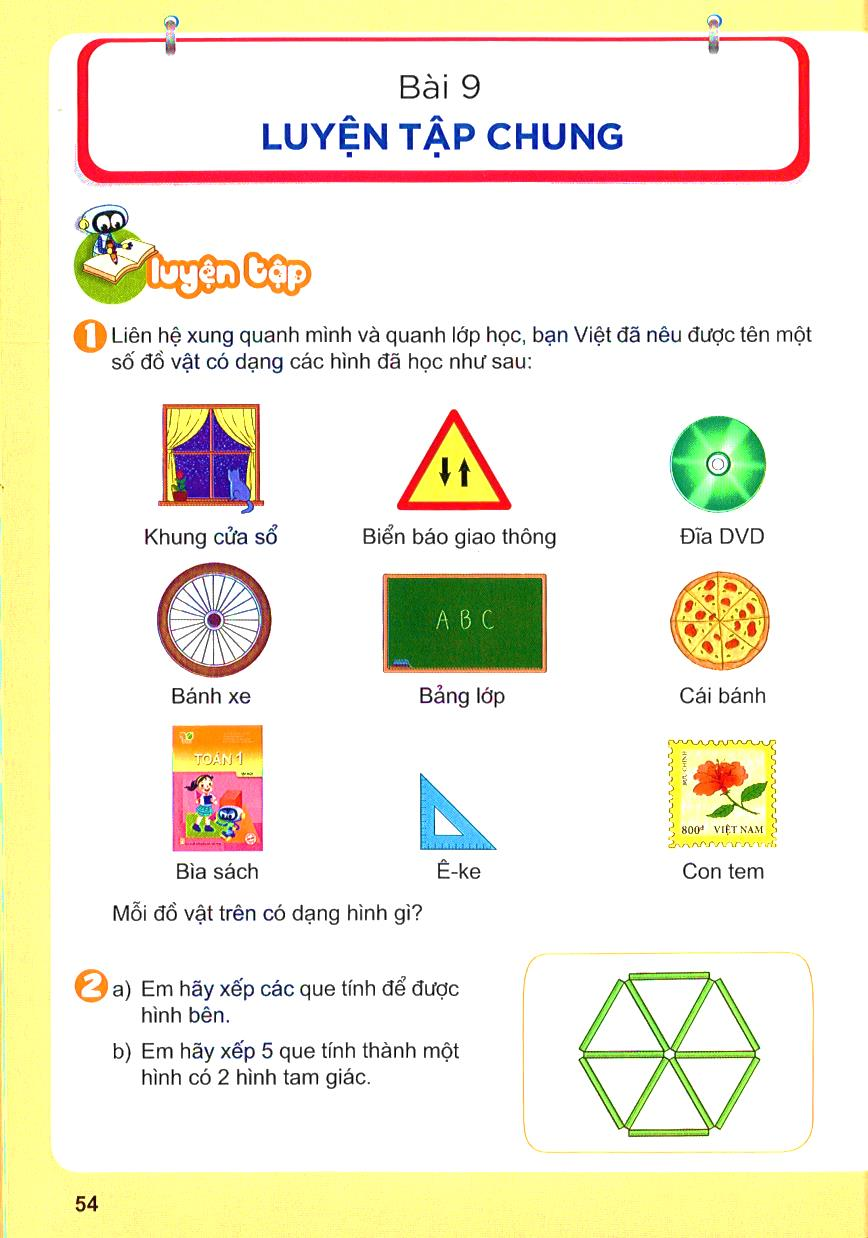 Bài 9
LUYỆN TẬP CHUNG
luyện tập
1 Liên hệ xung quanh mình và quanh lớp học, bạn Việt đã nêu được tên một
số đồ vật có dạng các hình đã học như sau:
Khung cửa sổ
Biển báo giao thông
Đĩa DVD
A B C
Bánh xe
Bảng lớp
Cái bánh
TOÁN 1
TẬP MỘT
BƯU CHÍNH
800đ VIỆT NAM
Bìa sách
Ê-ke
Con tem
Mỗi đồ vật trên có dạng hình gì?
2 a) Em hãy xếp các que tính để được
hình bên.
b) Em hãy xếp 5 que tính thành một
hình có 2 hình tam giác.
54